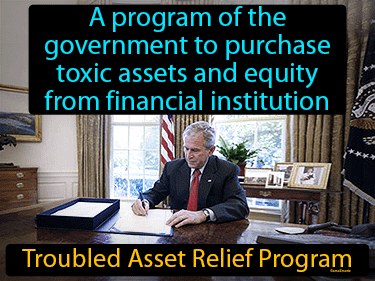 A program of the
government to purchase
toxic assets and equity
from financial institution
Troubled Asset Relief Program